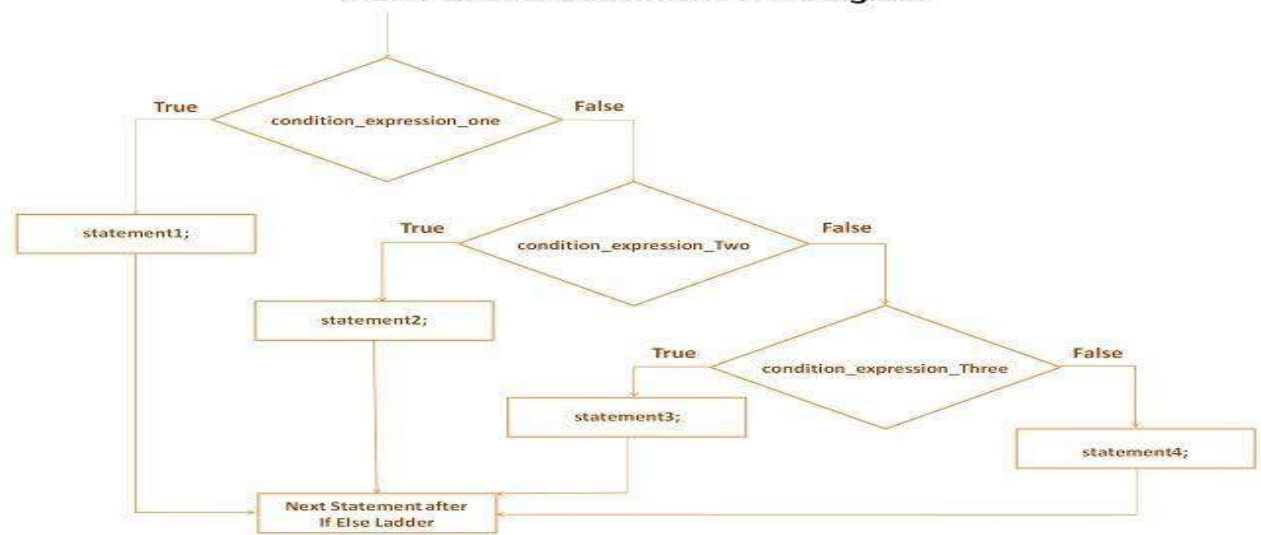 True
False
condition_expression_one
statement1;
True
False
condition_expression_Two
statement2;
True
False
condition_expression_Three
statement3;
statement4;
Next Statement after
If Else Ladder